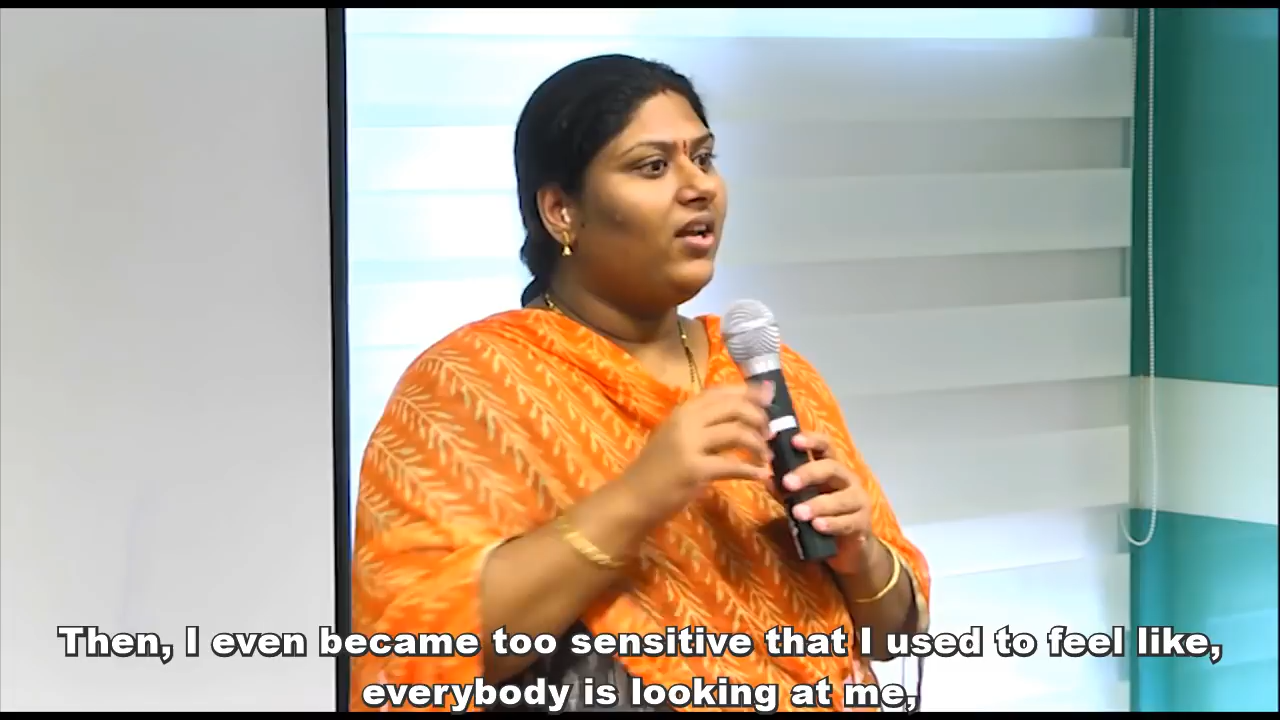 Then, I even became too sensitive that I used to feel like,
everybody is looking at me,